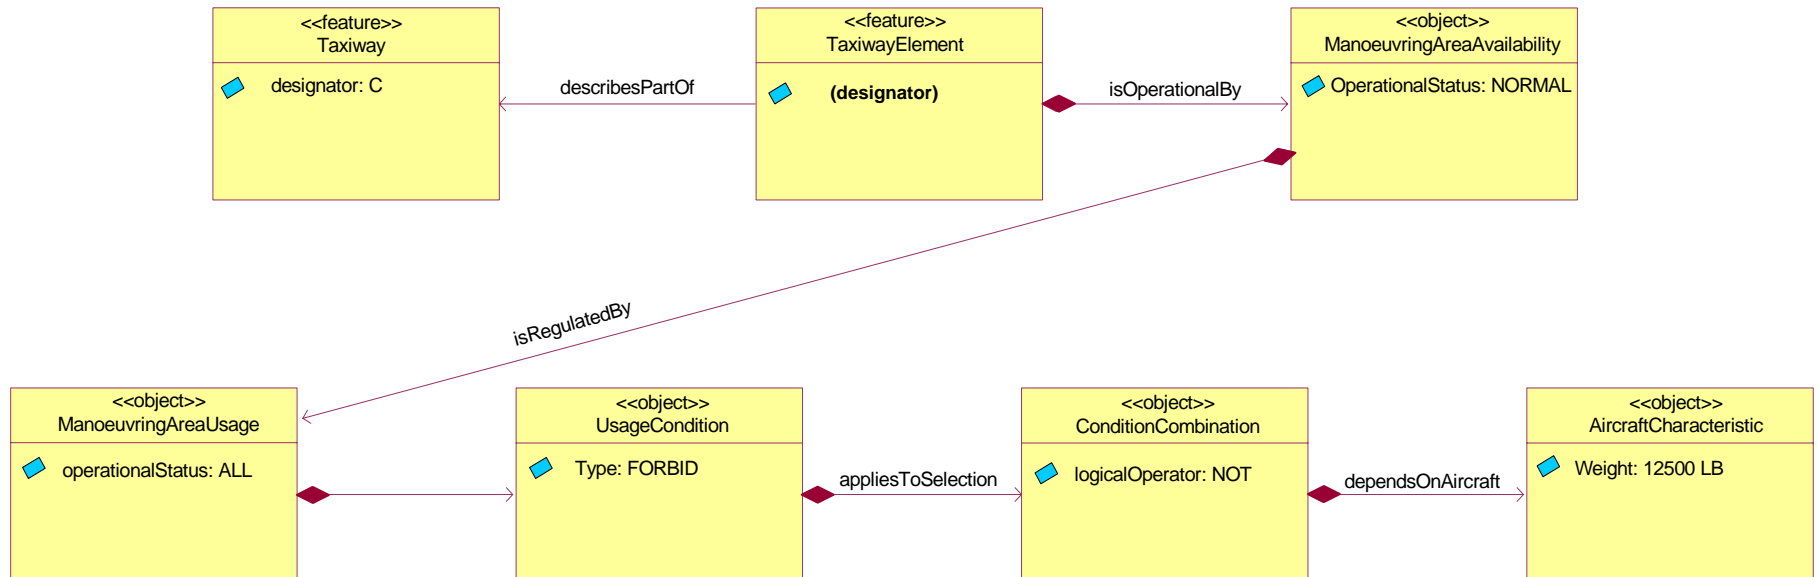 <<feature>>
Taxiway
designator: C
describesPartOf
<<feature>>
TaxiwayElement
(designator)
isOperationalBy
<<object>>
ManoeuvringAreaAvailability
OperationalStatus: NORMAL
isRegulatedBy
<<object>>
ManoeuvringAreaUsage
operationalStatus: ALL
<<object>>
UsageCondition
Type: FORBID
appliesToSelection
<<object>>
ConditionCombination
logicalOperator: NOT
dependsOnAircraft
<<object>>
AircraftCharacteristic
Weight: 12500 LB